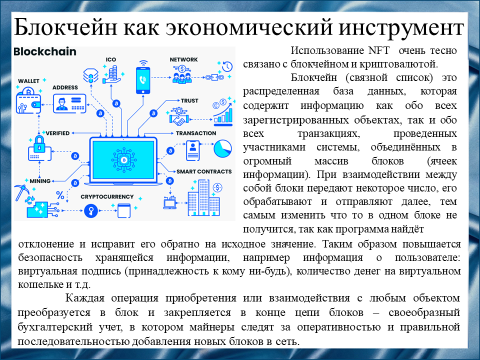 Блокчейн как экономический инструмент
Blockchain
ICO
NETWORK
WALLET
ADDRESS
TRUST
VERIFIED
TRANSACTION
MINING
SMART CONTRACTS
CRYPTOCURRENCY
Использование NFT очень тесно
связано с блокчейном и криптовалютой.
Блокчейн (связной список) это
распределенная база данных, которая
содержит информацию как обо всех
зарегистрированных объектах, так и обо
всех транзакциях, проведенных
участниками системы, объединённых в
огромный массив блоков (ячеек
информации). При взаимодействии между
собой блоки передают некоторое число, его
обрабатывают и отправляют далее, тем
самым изменить что то в одном блоке не
получится, так как программа найдёт
отклонение и исправит его обратно на исходное значение. Таким образом повышается
безопасность хранящейся информации, например информация о пользователе:
виртуальная подпись (принадлежность к кому ни-будь), количество денег на виртуальном
кошельке и т.д.
Каждая операция приобретения или взаимодействия с любым объектом
преобразуется в блок и закрепляется в конце цепи блоков – своеобразный
бухгалтерский учет, в котором майнеры следят за оперативностью и правильной
последовательностью добавления новых блоков в сеть.